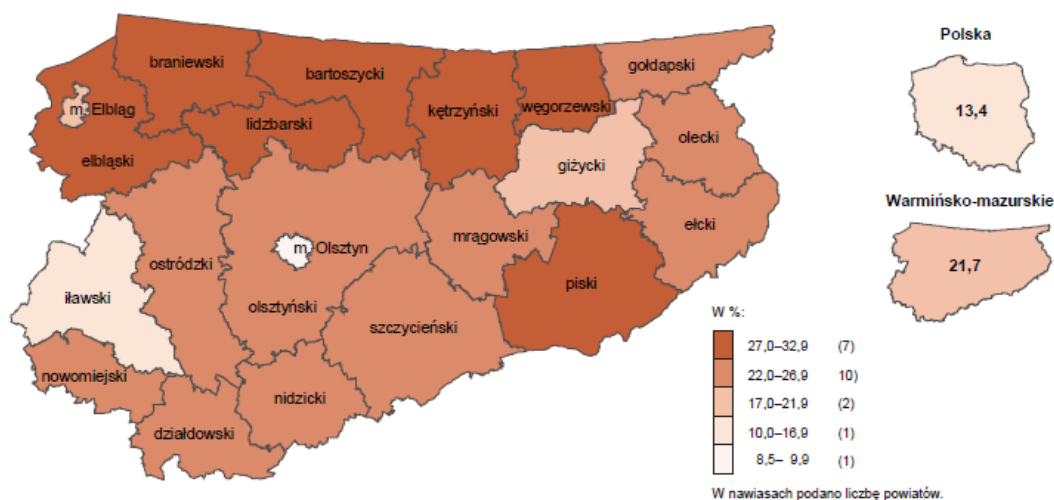 braniewski
bartoszycki
gołdapski
kętrzyński
węgorzewski
m. Elbląg
lidzbarski
olecki
elbląski
giżycki
ełcki
mrągowski
m. Olsztyn
ostródzki
piski
iławski
olsztyński
szczycieński
nowomiejski
nidzicki
działdowski
Polska
13,4
Warmińsko-mazurskie
21,7
W %:
27,0–32,9 (7)
22,0–26,9 10)
17,0–21,9 (2)
10,0–16,9 (1)
8,5– 9,9 (1)
W nawiasach podano liczbę powiatów.